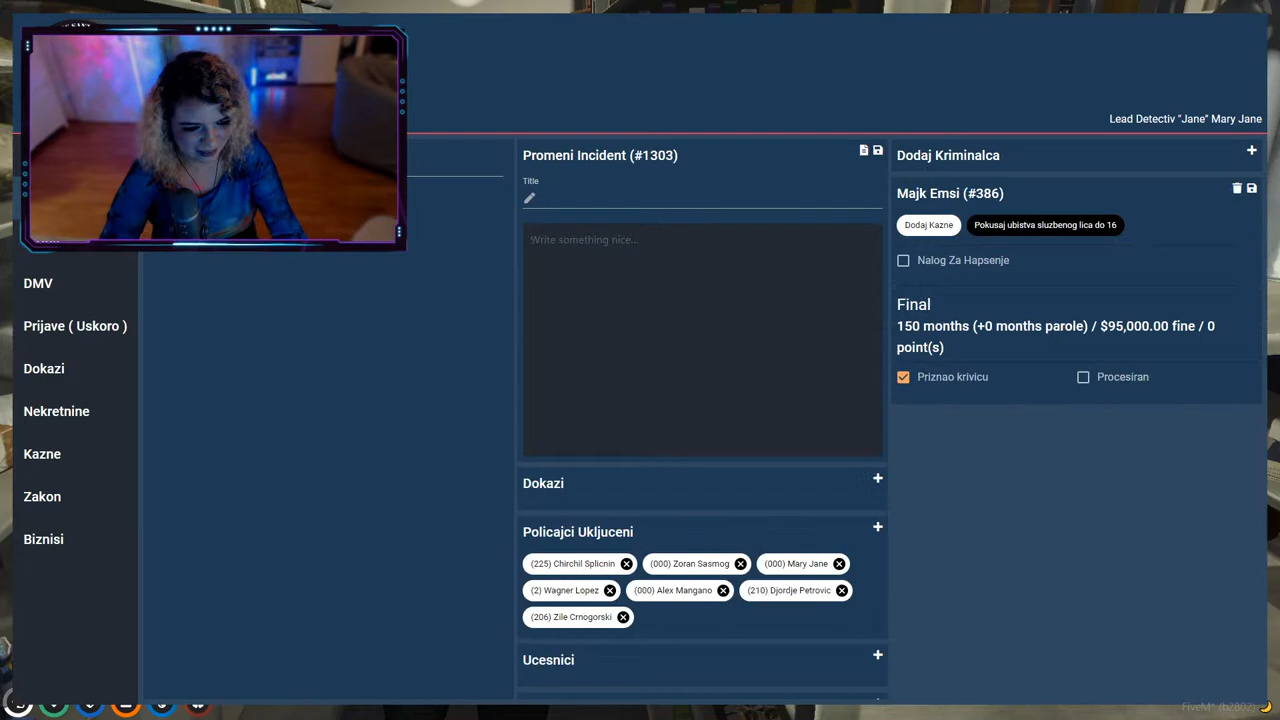 Lead Detectiv "Jane" Mary Jane
Promeni Incident (#1303)
Title
Write something nice...
Dodaj Kriminalca
Majk Emsi (#386)
Dodaj Kazne
Pokusaj ubistva sluzbenog lica do 16
Nalog Za Hapsenje
Final
150 months (+0 months parole) / $95,000.00 fine / 0
point(s)
Priznao krivicu
Procesiran
DMV
Prijave ( Uskoro )
Dokazi
Nekretnine
Kazne
Zakon
Biznisi
Dokazi
Policajci Ukljuceni
(225) Chirchil Splicnin
(000) Zoran Sasmog
(000) Mary Jane
(2) Wagner Lopez
(000) Alex Mangano
(210) Djordje Petrovic
(206) Zile Crnogorski
Ucesnici
FiveM* (b2802)